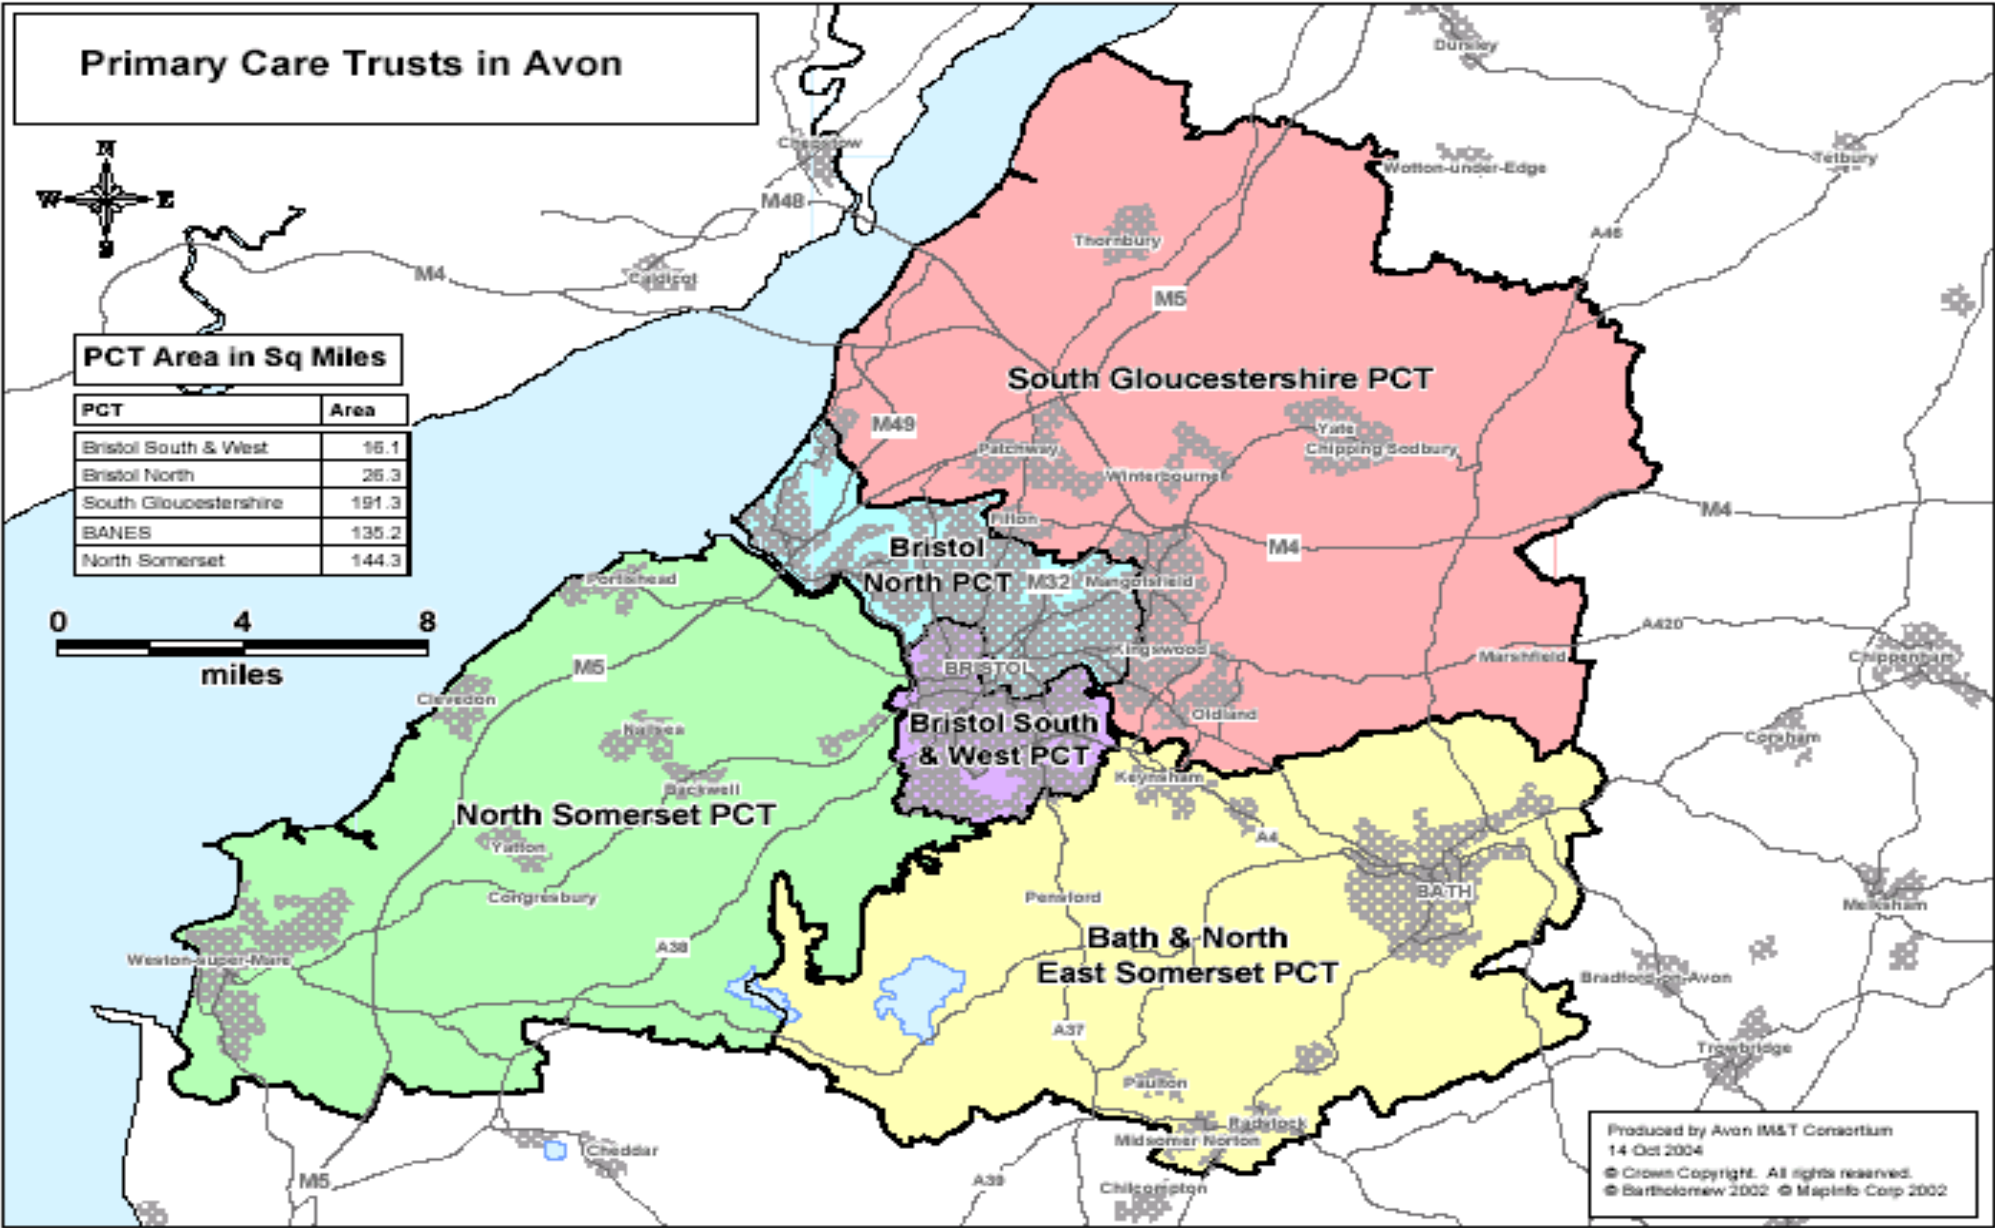 Primary Care Trusts in Avon
N
W E
S
PCT Area in Sq Miles
PCT Area
Bristol South & West 16.1
Bristol North 26.3
South Gloucestershire 191.3
BANES 135.2
North Somerset 144.3
0 4 8
miles
Dursley
Chepstow
Wotton-under-Edge
Tetbury
M48
A46
Thornbury
M4
Caldicot
M5
South Gloucestershire PCT
M49
Yate
Patchway
Chipping Sodbury
Winterbourne
M4
Filton
Bristol
North PCT
M4
M32
Mangotsfield
Portishead
A420
Kingswood
Marshfield
Chippenham
BRISTOL
M5
Clevedon
Oldland
Bristol South
& West PCT
Nailsea
Corsham
Keynsham
Backwell
North Somerset PCT
A4
Yatton
BATH
Congresbury
Pensford
Melksham
Bath & North
East Somerset PCT
A38
Weston-super-Mare
Bradford-on-Avon
A37
Trowbridge
Paulton
Radstock
Midsomer Norton
Cheddar
M5
A39
Chilcompton
Produced by Avon IM&T Consortium
14 Oct 2004
© Crown Copyright. All rights reserved.
© Bartholomew 2002 © MapInfo Corp 2002